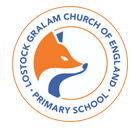 LOSTOCK GRALAM CHURCH OF ENGLAND
· PRIMARY SCHOOL ·